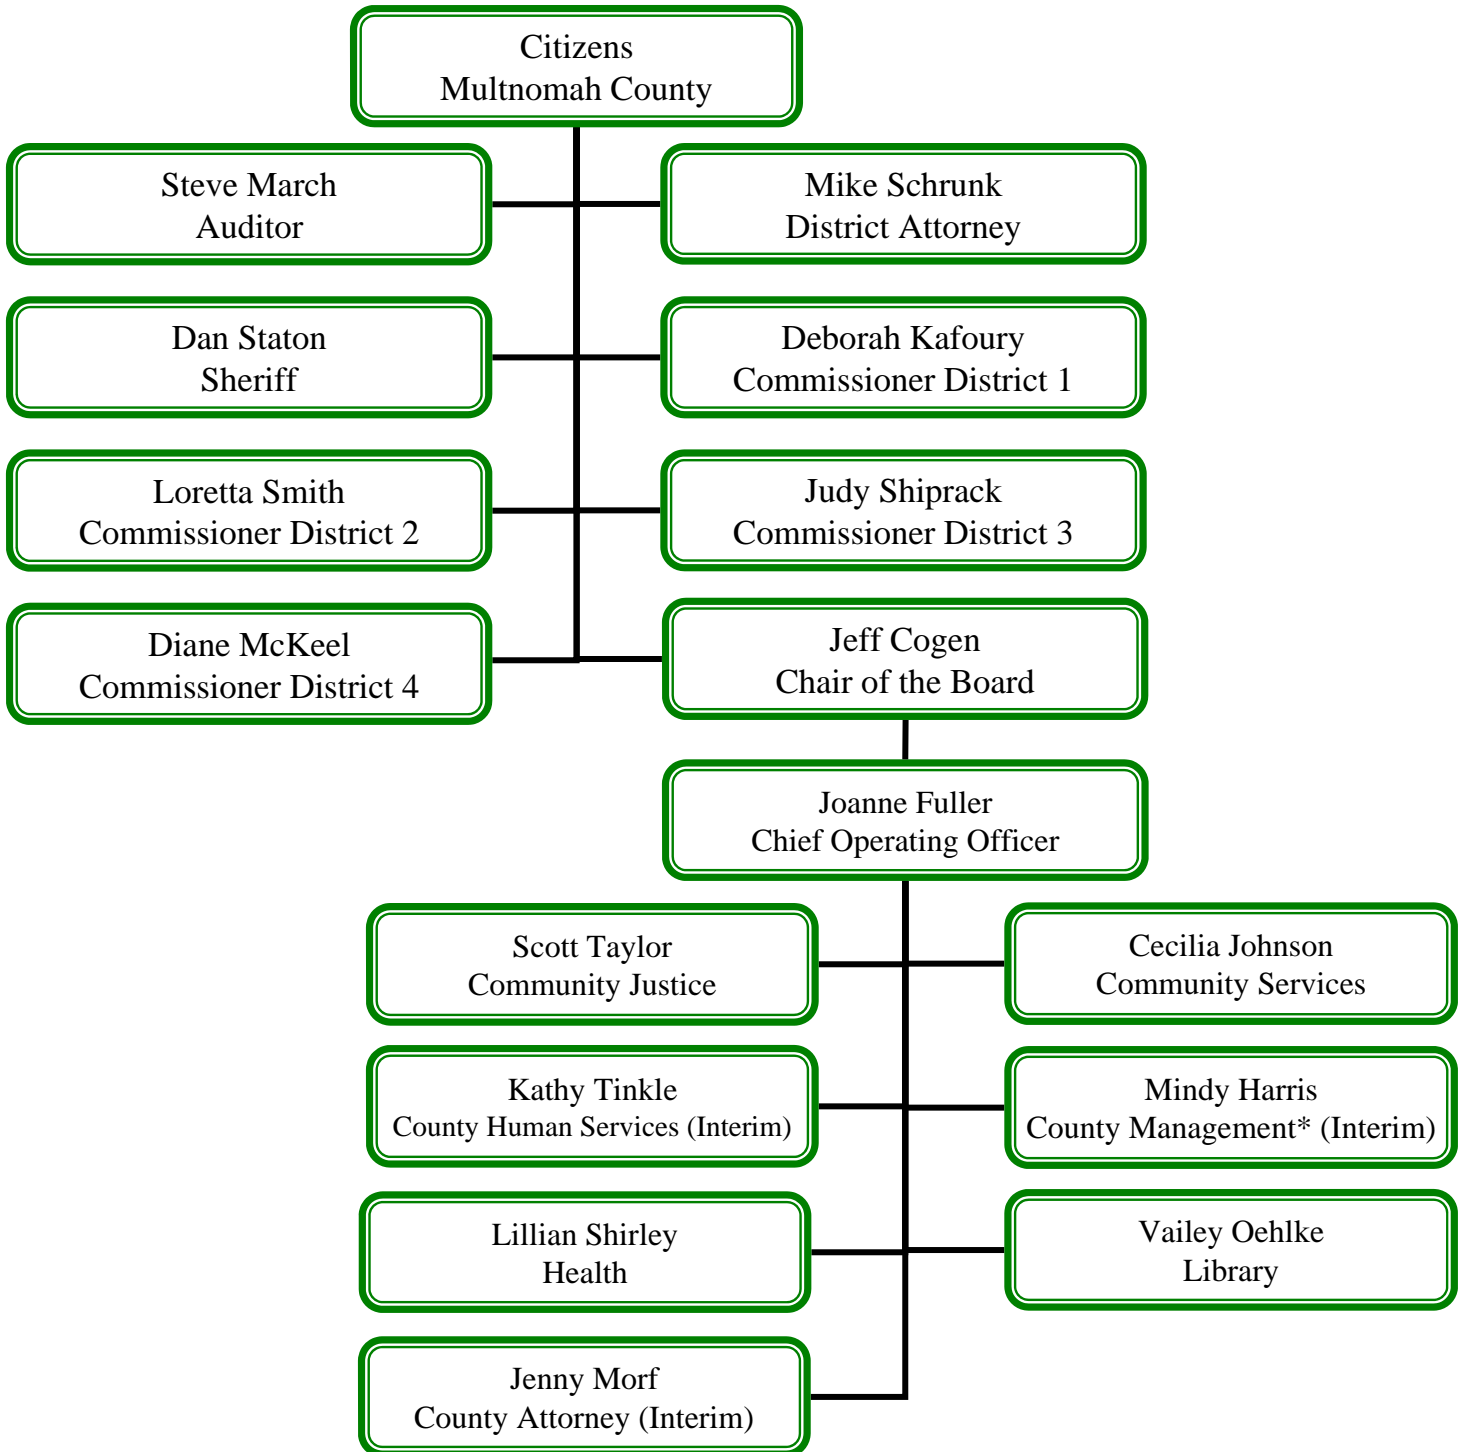 Citizens
Multnomah County
Steve March
Auditor
Mike Schrunk
District Attorney
Dan Staton
Sheriff
Deborah Kafoury
Commissioner District 1
Loretta Smith
Commissioner District 2
Judy Shiprack
Commissioner District 3
Diane McKeel
Commissioner District 4
Jeff Cogen
Chair of the Board
Joanne Fuller
Chief Operating Officer
Scott Taylor
Community Justice
Cecilia Johnson
Community Services
Kathy Tinkle
County Human Services (Interim)
Mindy Harris
County Management* (Interim)
Lillian Shirley
Health
Vailey Oehlke
Library
Jenny Morf
County Attorney (Interim)